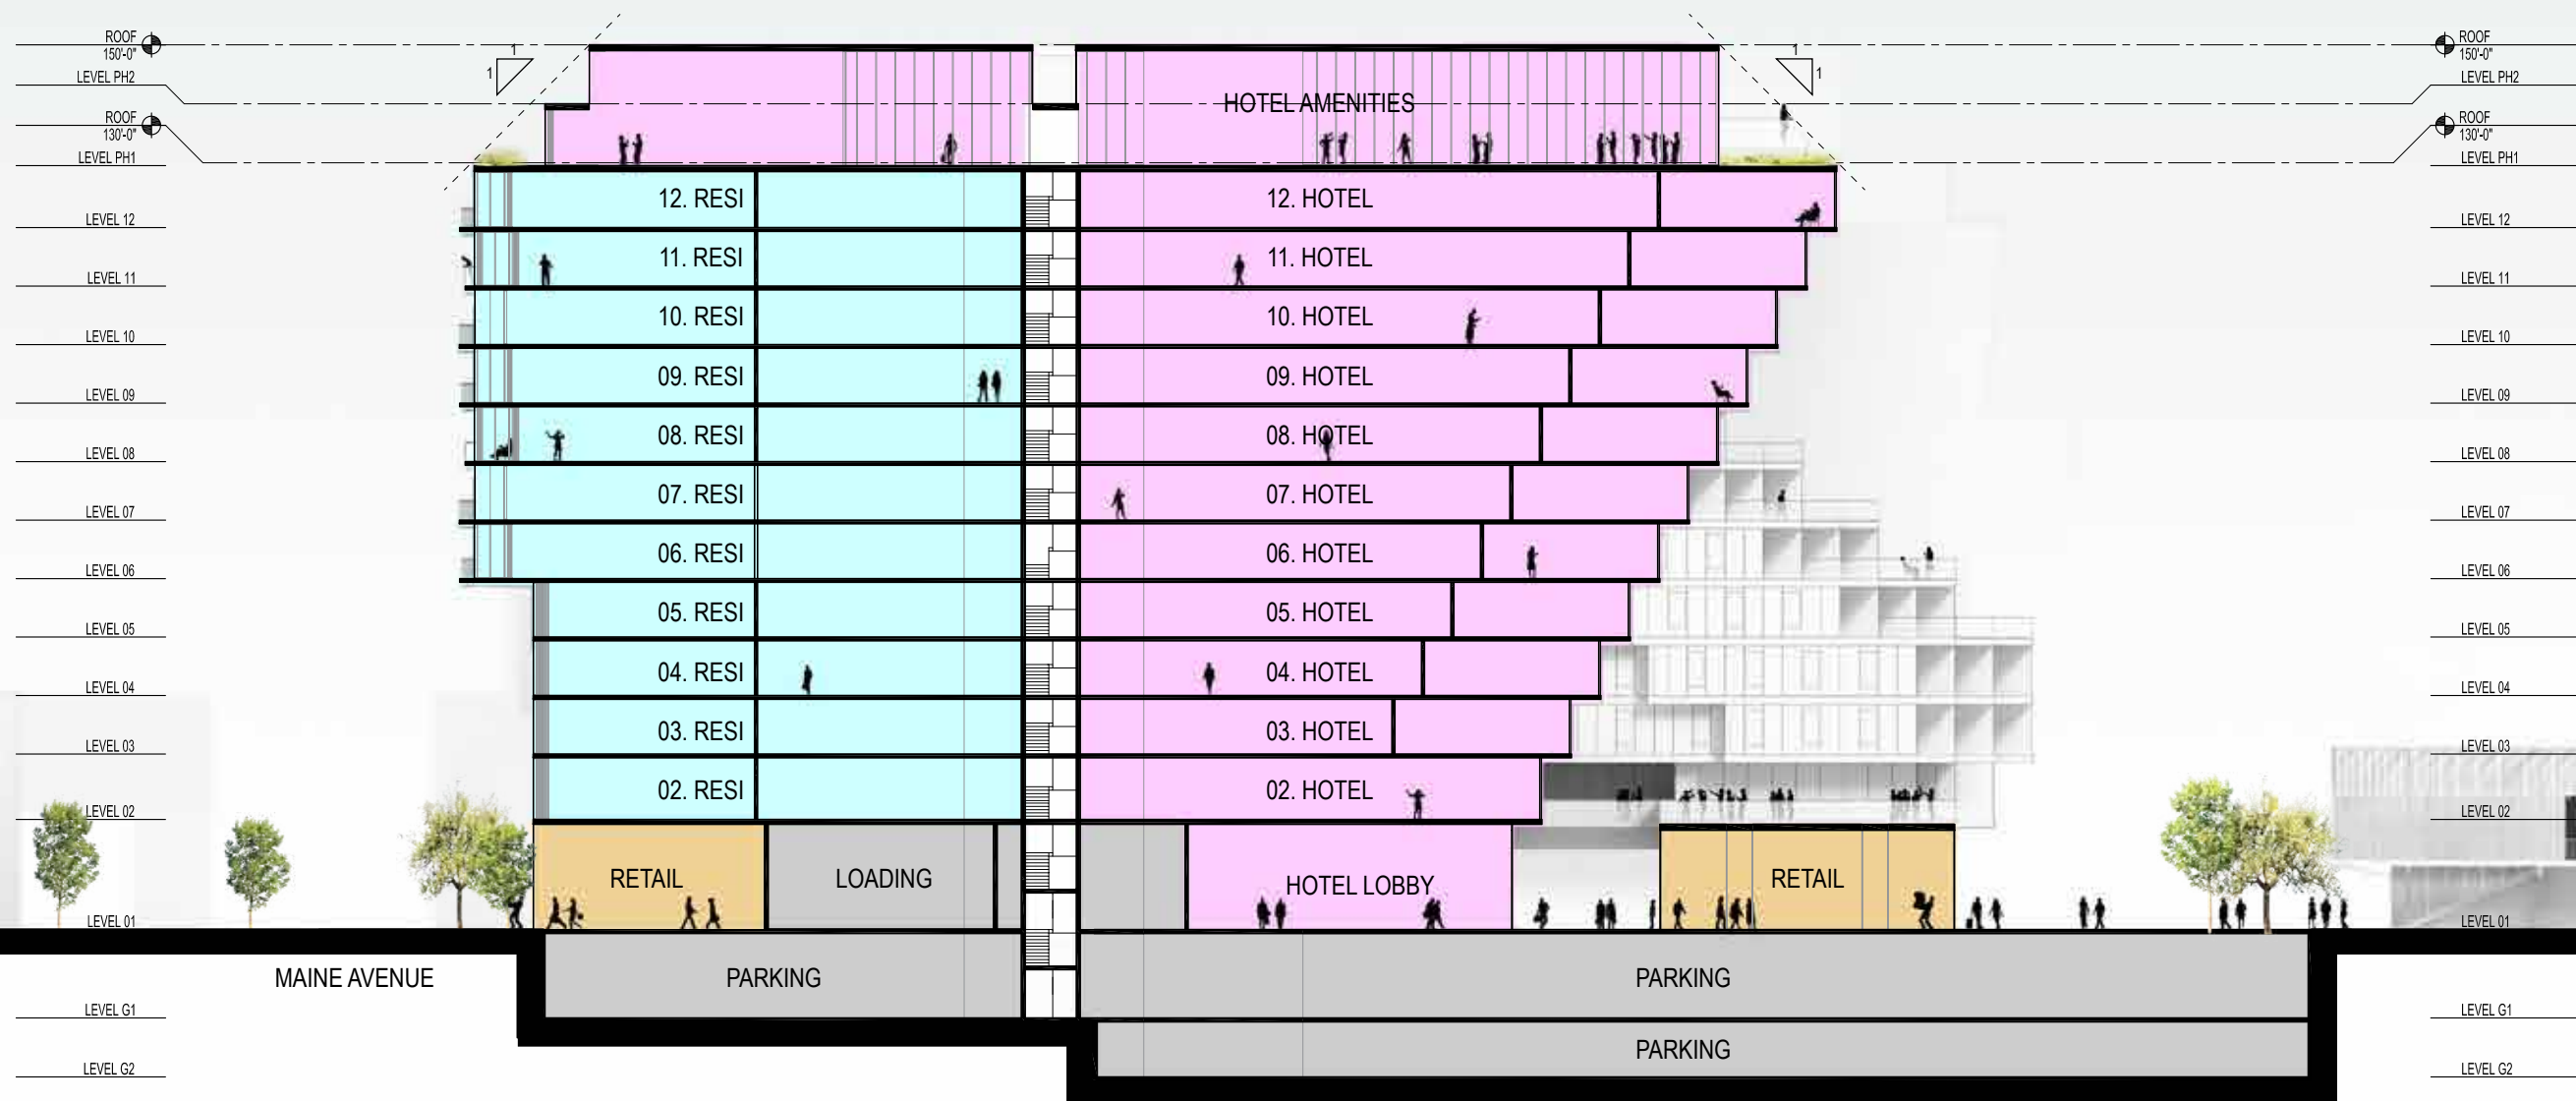 ROOF
150'-0"
LEVEL PH2
ROOF
130'-0"
LEVEL PH1
LEVEL 12
LEVEL 11
LEVEL 10
LEVEL 09
LEVEL 08
LEVEL 07
LEVEL 06
LEVEL 05
LEVEL 04
LEVEL 03
LEVEL 02
LEVEL 01
LEVEL G1
LEVEL G2
1
1
HOTEL AMENITIES
12. RESI
12. HOTEL
11. RESI
11. HOTEL
10. RESI
10. HOTEL
09. RESI
09. HOTEL
08. RESI
08. HOTEL
07. RESI
07. HOTEL
06. RESI
06. HOTEL
05. RESI
05. HOTEL
04. RESI
04. HOTEL
03. RESI
03. HOTEL
02. RESI
02. HOTEL
RETAIL
LOADING
HOTEL LOBBY
RETAIL
MAINE AVENUE
PARKING
PARKING
PARKING
1
1
ROOF
150'-0"
LEVEL PH2
ROOF
130'-0"
LEVEL PH1
LEVEL 12
LEVEL 11
LEVEL 10
LEVEL 09
LEVEL 08
LEVEL 07
LEVEL 06
LEVEL 05
LEVEL 04
LEVEL 03
LEVEL 02
LEVEL 01
LEVEL G1
LEVEL G2